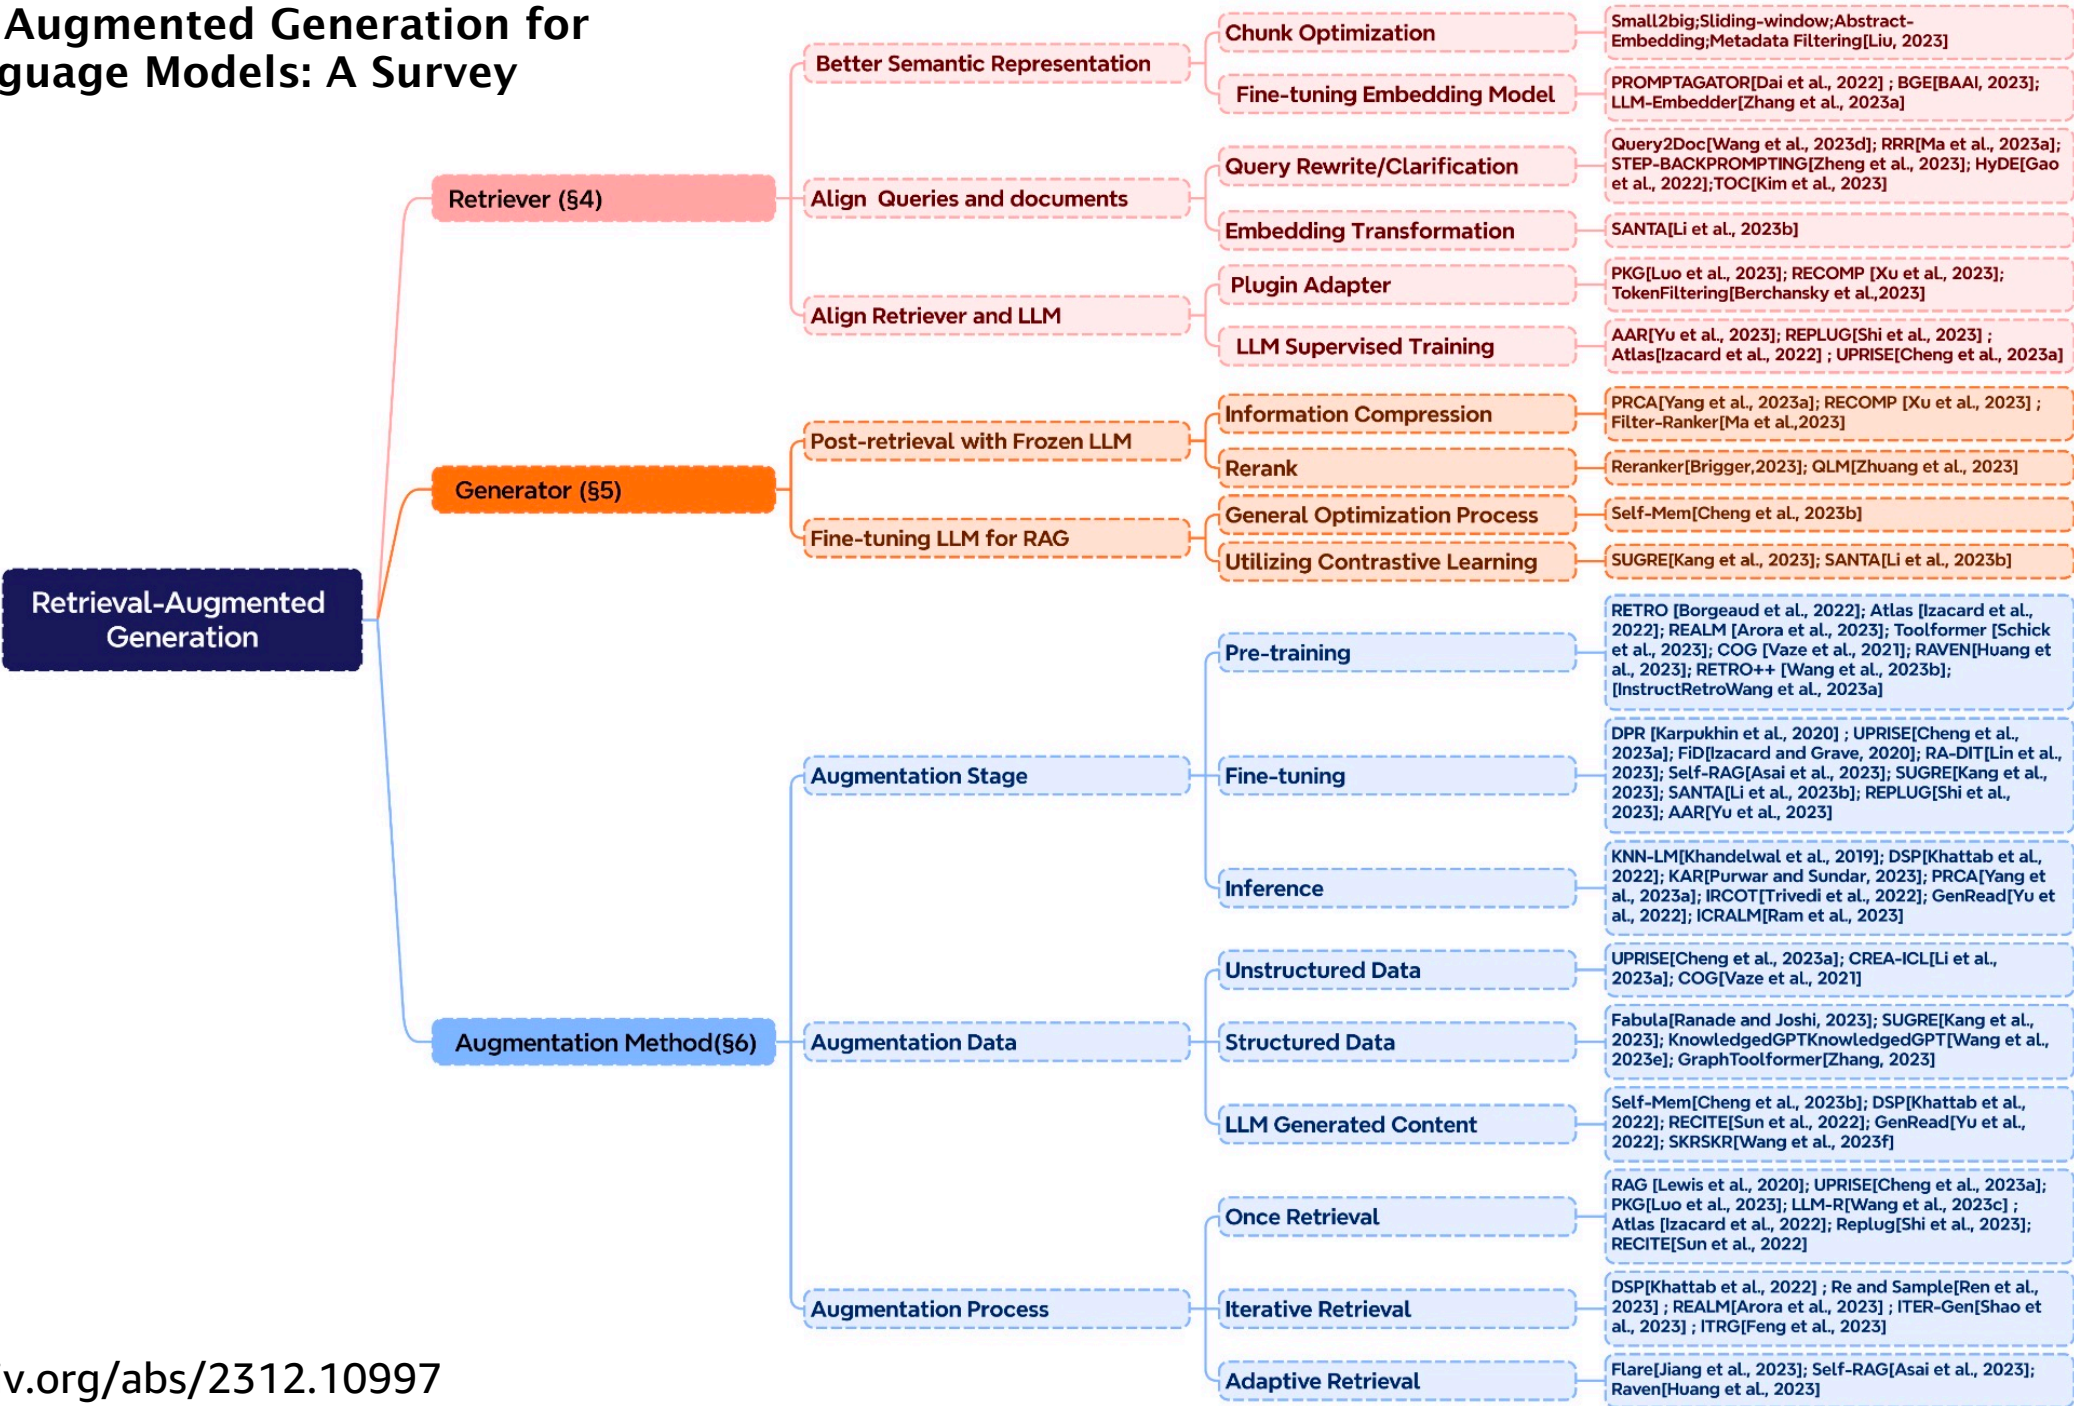 Augmented Generation for
guage Models: A Survey
Retrieval-Augmented
Generation
Retriever (§4)
Better Semantic Representation
Chunk Optimization
Small2big;Sliding-window;Abstract-
Embedding;Metadata Filtering[Liu, 2023]
Fine-tuning Embedding Model
PROMPTAGATOR[Dai et al., 2022] ; BGE[BAAI, 2023];
LLM-Embedder[Zhang et al., 2023a]
Align  Queries and documents
Query Rewrite/Clarification
Query2Doc[Wang et al., 2023d]; RRR[Ma et al., 2023a];
STEP-BACKPROMPTING[Zheng et al., 2023]; HyDE[Gao
et al., 2022];TOC[Kim et al., 2023]
Embedding Transformation
SANTA[Li et al., 2023b]
Align Retriever and LLM
Plugin Adapter
PKG[Luo et al., 2023]; RECOMP [Xu et al., 2023];
TokenFiltering[Berchansky et al.,2023]
LLM Supervised Training
AAR[Yu et al., 2023]; REPLUG[Shi et al., 2023] ;
Atlas[Izacard et al., 2022] ; UPRISE[Cheng et al., 2023a]
Generator (§5)
Post-retrieval with Frozen LLM
Information Compression
PRCA[Yang et al., 2023a]; RECOMP [Xu et al., 2023] ;
Filter-Ranker[Ma et al.,2023]
Rerank
Reranker[Brigger,2023]; QLM[Zhuang et al., 2023]
Fine-tuning LLM for RAG
General Optimization Process
Self-Mem[Cheng et al., 2023b]
Utilizing Contrastive Learning
SUGRE[Kang et al., 2023]; SANTA[Li et al., 2023b]
Augmentation Method(§6)
Augmentation Stage
Pre-training
RETRO [Borgeaud et al., 2022]; Atlas [Izacard et al.,
2022]; REALM [Arora et al., 2023]; Toolformer [Schick
et al., 2023]; COG [Vaze et al., 2021]; RAVEN[Huang et
al., 2023]; RETRO++ [Wang et al., 2023b];
[InstructRetroWang et al., 2023a]
Fine-tuning
DPR [Karpukhin et al., 2020] ; UPRISE[Cheng et al.,
2023a]; FiD[Izacard and Grave, 2020]; RA-DIT[Lin et al.,
2023]; Self-RAG[Asai et al., 2023]; SUGRE[Kang et al.,
2023]; SANTA[Li et al., 2023b]; REPLUG[Shi et al.,
2023]; AAR[Yu et al., 2023]
Inference
KNN-LM[Khandelwal et al., 2019]; DSP[Khattab et al.,
2022]; KAR[Purwar and Sundar, 2023]; PRCA[Yang et
al., 2023a]; IRCOT[Trivedi et al., 2022]; GenRead[Yu et
al., 2022]; ICRALM[Ram et al., 2023]
Augmentation Data
Unstructured Data
UPRISE[Cheng et al., 2023a]; CREA-ICL[Li et al.,
2023a]; COG[Vaze et al., 2021]
Structured Data
Fabula[Ranade and Joshi, 2023]; SUGRE[Kang et al.,
2023]; KnowledgedGPTKnowledgedGPT[Wang et al.,
2023e]; GraphToolformer[Zhang, 2023]
LLM Generated Content
Self-Mem[Cheng et al., 2023b]; DSP[Khattab et al.,
2022]; RECITE[Sun et al., 2022]; GenRead[Yu et al.,
2022]; SKRSKR[Wang et al., 2023f]
Augmentation Process
Once Retrieval
RAG [Lewis et al., 2020]; UPRISE[Cheng et al., 2023a];
PKG[Luo et al., 2023]; LLM-R[Wang et al., 2023c] ;
Atlas [Izacard et al., 2022]; Replug[Shi et al., 2023];
RECITE[Sun et al., 2022]
Iterative Retrieval
DSP[Khattab et al., 2022] ; Re and Sample[Ren et al.,
2023] ; REALM[Arora et al., 2023] ; ITER-Gen[Shao et
al., 2023] ; ITRG[Feng et al., 2023]
Adaptive Retrieval
Flare[Jiang et al., 2023]; Self-RAG[Asai et al., 2023];
Raven[Huang et al., 2023]
v.org/abs/2312.10997